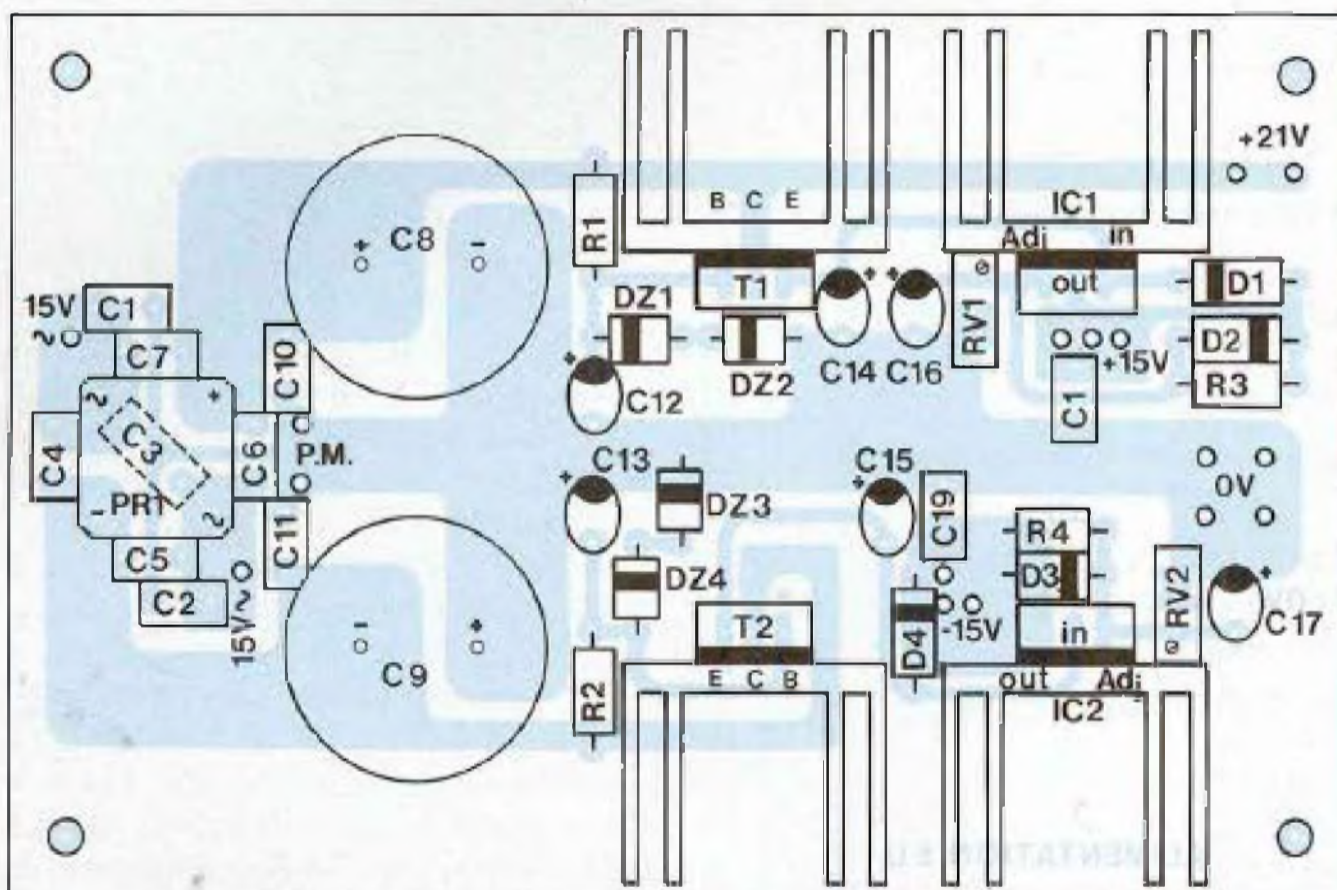 +21V
B C E
IC1
Adj in
C8
+ -
R1
T1
out
D1
15V
~
C1
DZ1
RV1
C7
C10
D2
DZ2
C14
C16
+15V
C12
R3
C1
~ +
C3
C4
C6
P.M.
C13
C15
PR1
-
~
DZ3
C19
0V
C11
R4
C5
DZ4
D3
C2
15V~
T2
D4
-15V
in
RV2
C17
- +
C9
R2
E C B
out Adj
IC2
ALIMENTATION EL